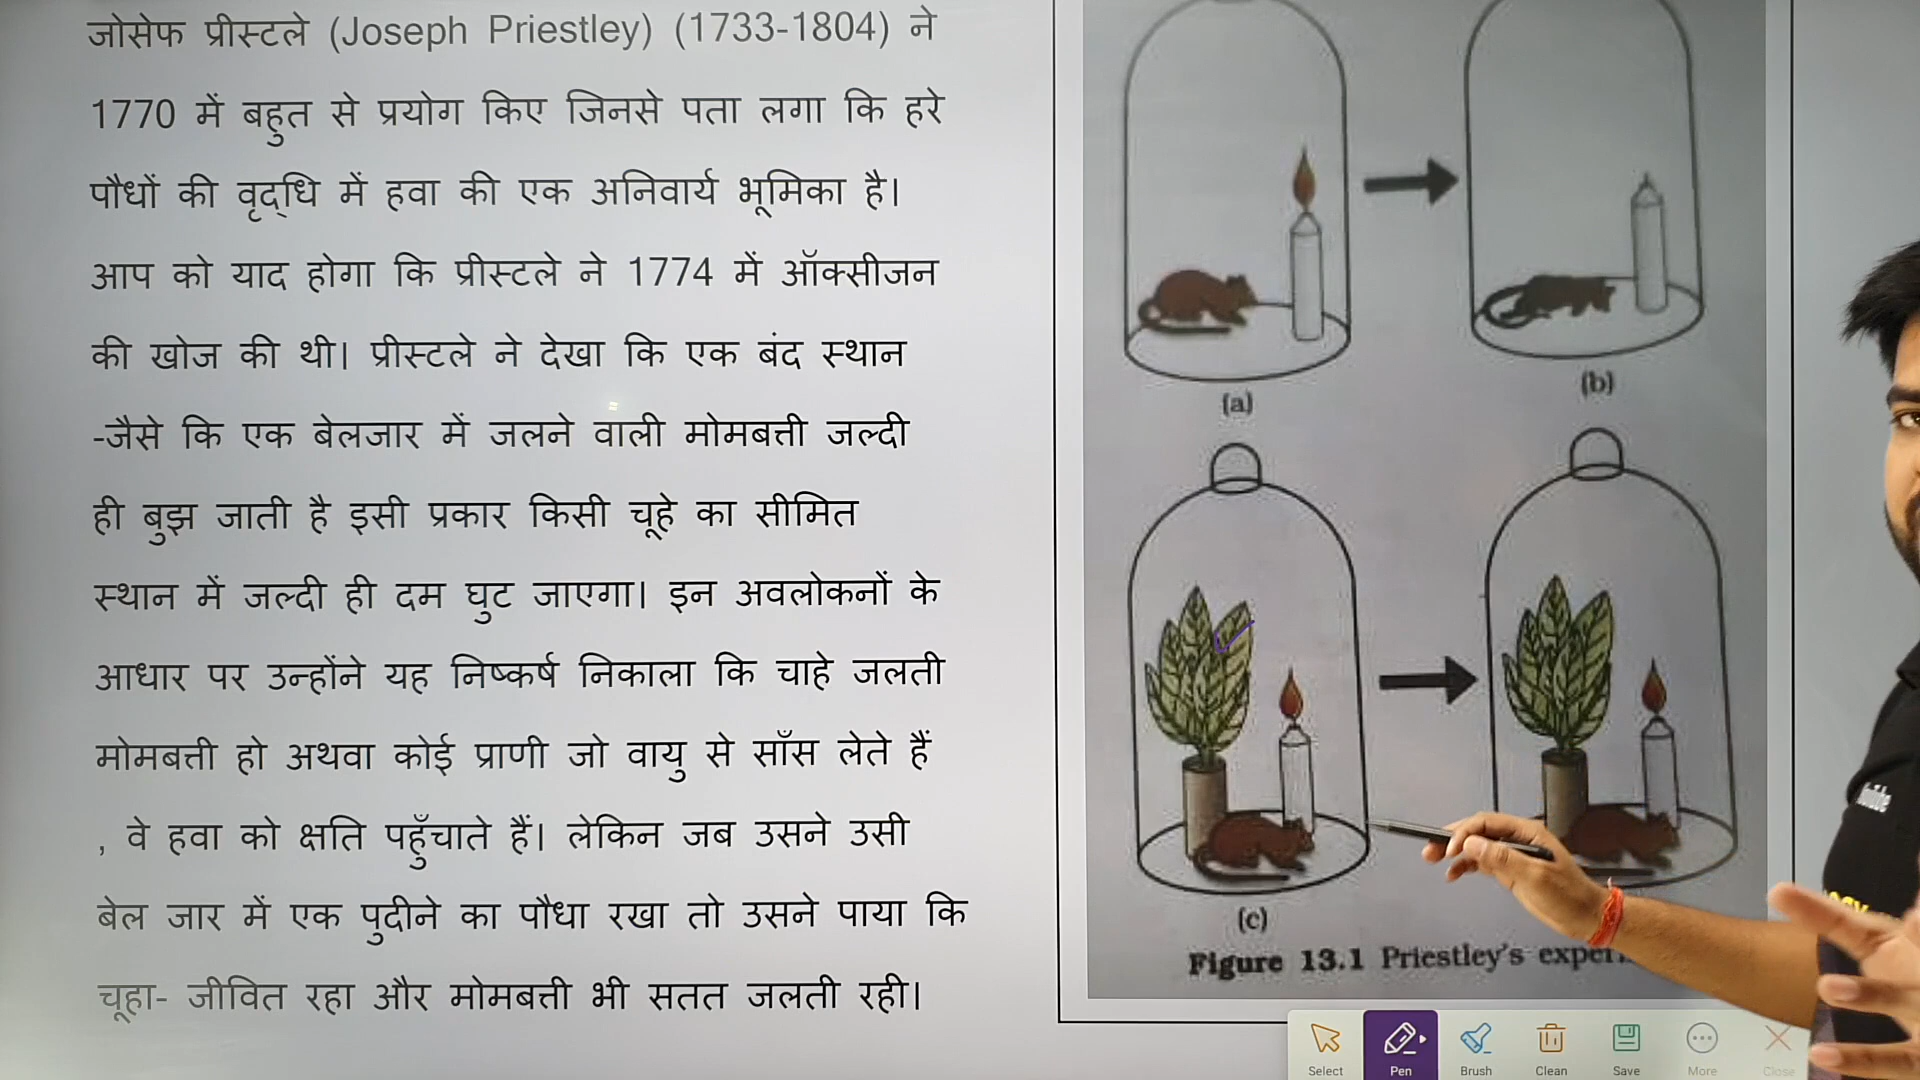 जोसेफ प्रीस्टले (Joseph Priestley) (1733-1804) ने
1770 में बहुत से प्रयोग किए जिनसे पता लगा कि हरे
पौधों की वृद्धि में हवा की एक अनिवार्य भूमिका है।
आप को याद होगा कि प्रीस्टले ने 1774 में ऑक्सीजन
की खोज की थी। प्रीस्टले ने देखा कि एक बंद स्थान
-जैसे कि एक बेलजार में जलने वाली मोमबत्ती जल्दी
ही बुझ जाती है इसी प्रकार किसी चूहे का सीमित
स्थान में जल्दी ही दम घुट जाएगा। इन अवलोकनों के
आधार पर उन्होंने यह निष्कर्ष निकाला कि चाहे जलती
मोमबत्ती हो अथवा कोई प्राणी जो वायु से साँस लेते हैं
, वे हवा को क्षति पहुँचाते हैं। लेकिन जब उसने उसी
बेल जार में एक पुदीने का पौधा रखा तो उसने पाया कि
चूहा- जीवित रहा और मोमबत्ती भी सतत जलती रही।
(a)
(b)
(c)
Figure 13.1 Priestley's
Select
Pen
Brush
Clean
Save
More
Close